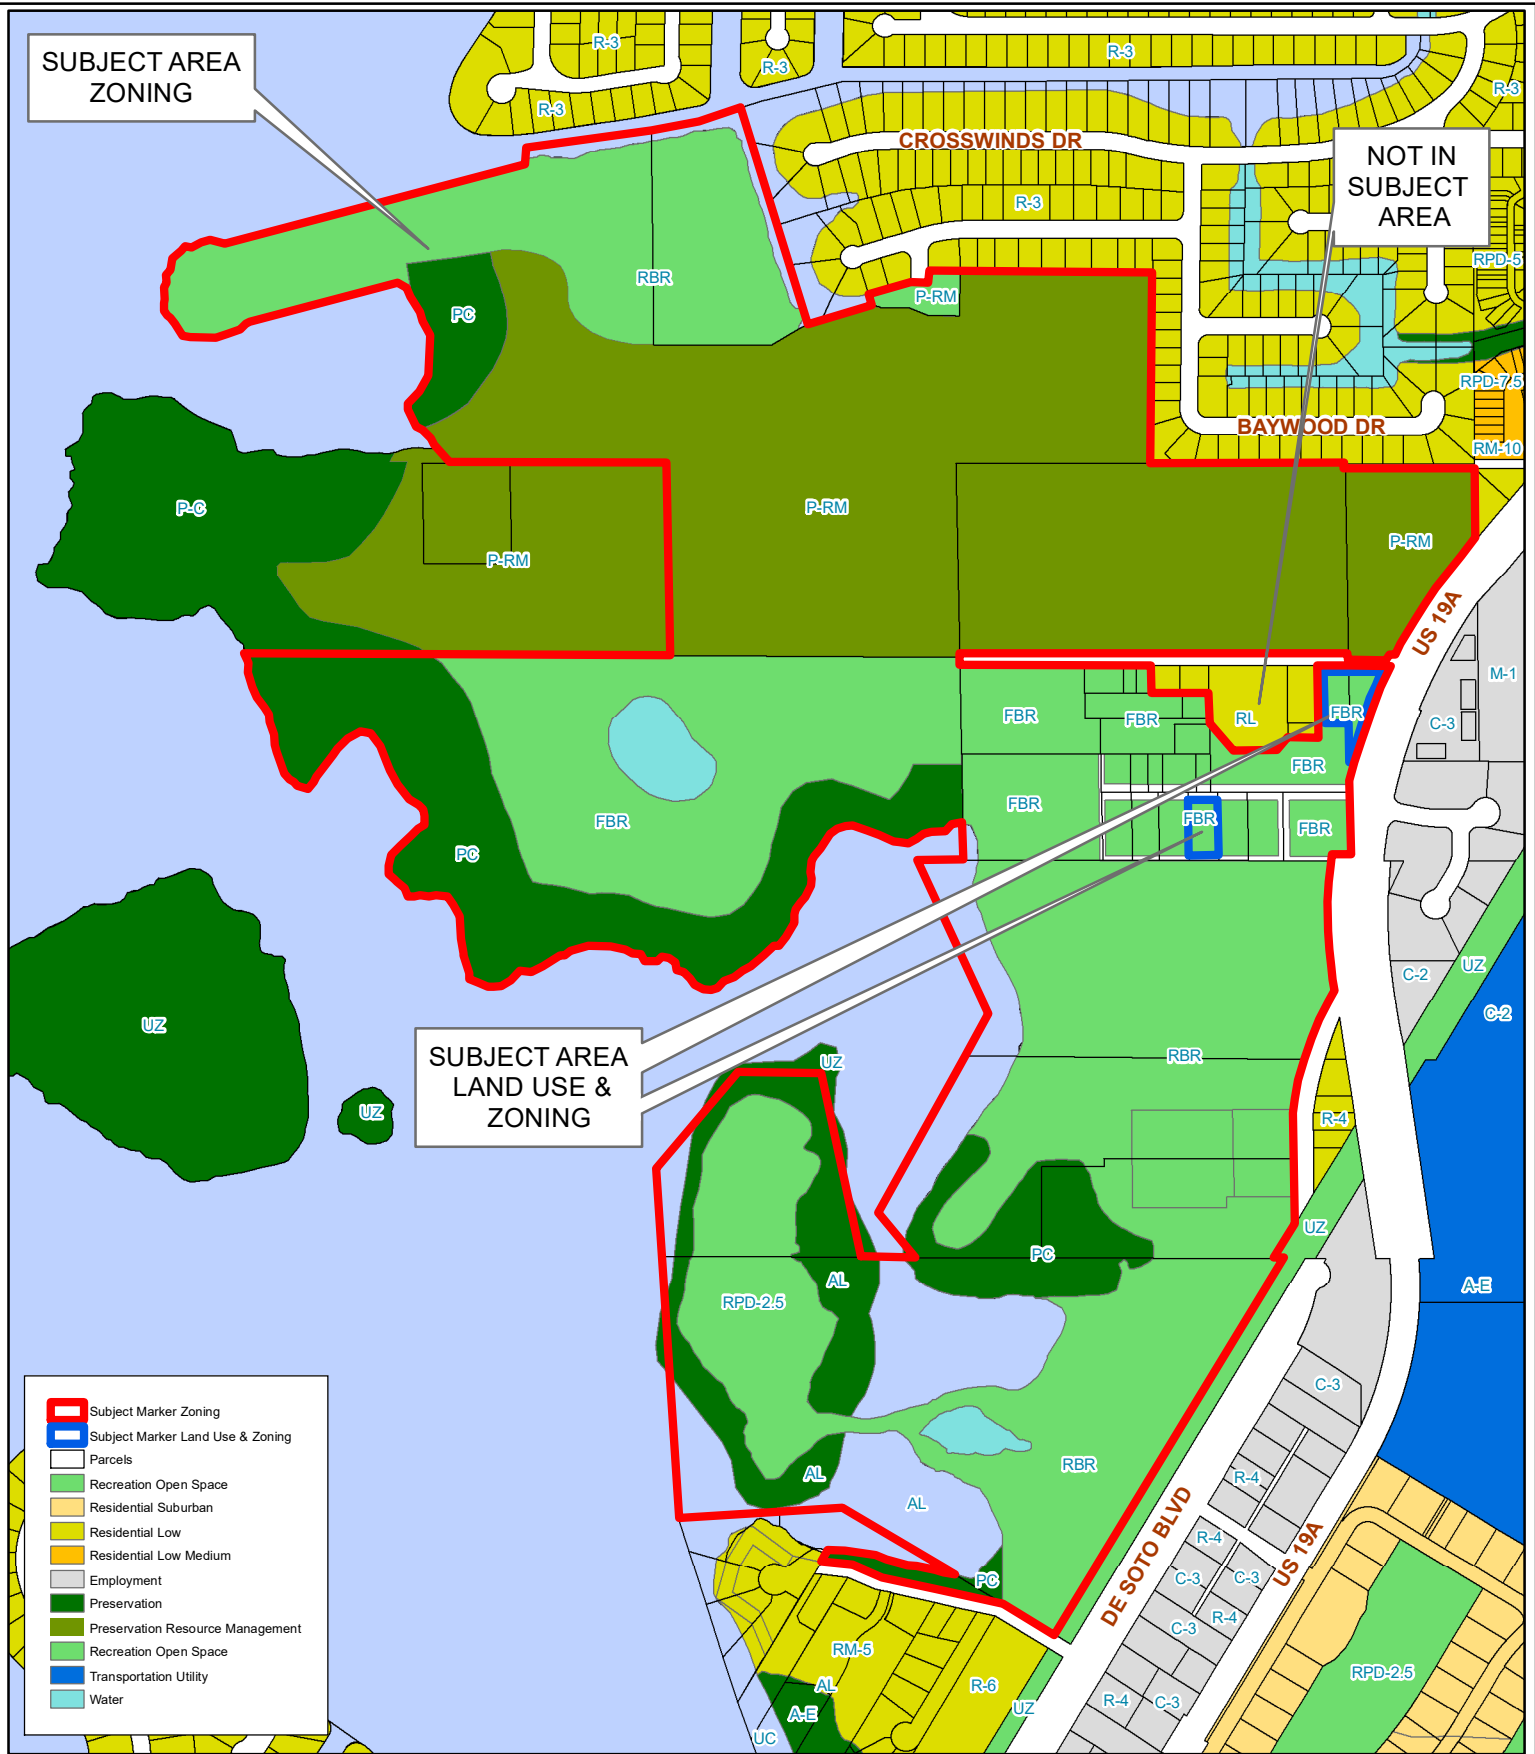 R-3
R-3
R-3
R-3
R-3
SUBJECT AREA
ZONING
CROSSWINDS DR
NOT IN
SUBJECT
AREA
R-3
RPD-5
RBR
P-RM
PC
RPD-7.5
BAYWOOD DR
RM-10
P-C
P-RM
P-RM
P-RM
US 19A
M-1
FBR
FBR
RL
FBR
C-3
FBR
FBR
FBR
FBR
FBR
PC
UZ
C-2
C-2
UZ
SUBJECT AREA
LAND USE &
ZONING
UZ
RBR
UZ
R-4
UZ
PC
AL
RPD-2.5
A-E
C-3
RBR
AL
AL
R-4
DE SOTO BLVD
US 19A
R-4
C-3
C-3
PC
R-4
C-3
RM-5
RPD-2.5
AL
R-6
A-E
UZ
R-4
C-3
UC
Subject Marker Zoning
Subject Marker Land Use & Zoning
Parcels
Recreation Open Space
Residential Suburban
Residential Low
Residential Low Medium
Employment
Preservation
Preservation Resource Management
Recreation Open Space
Transportation Utility
Water